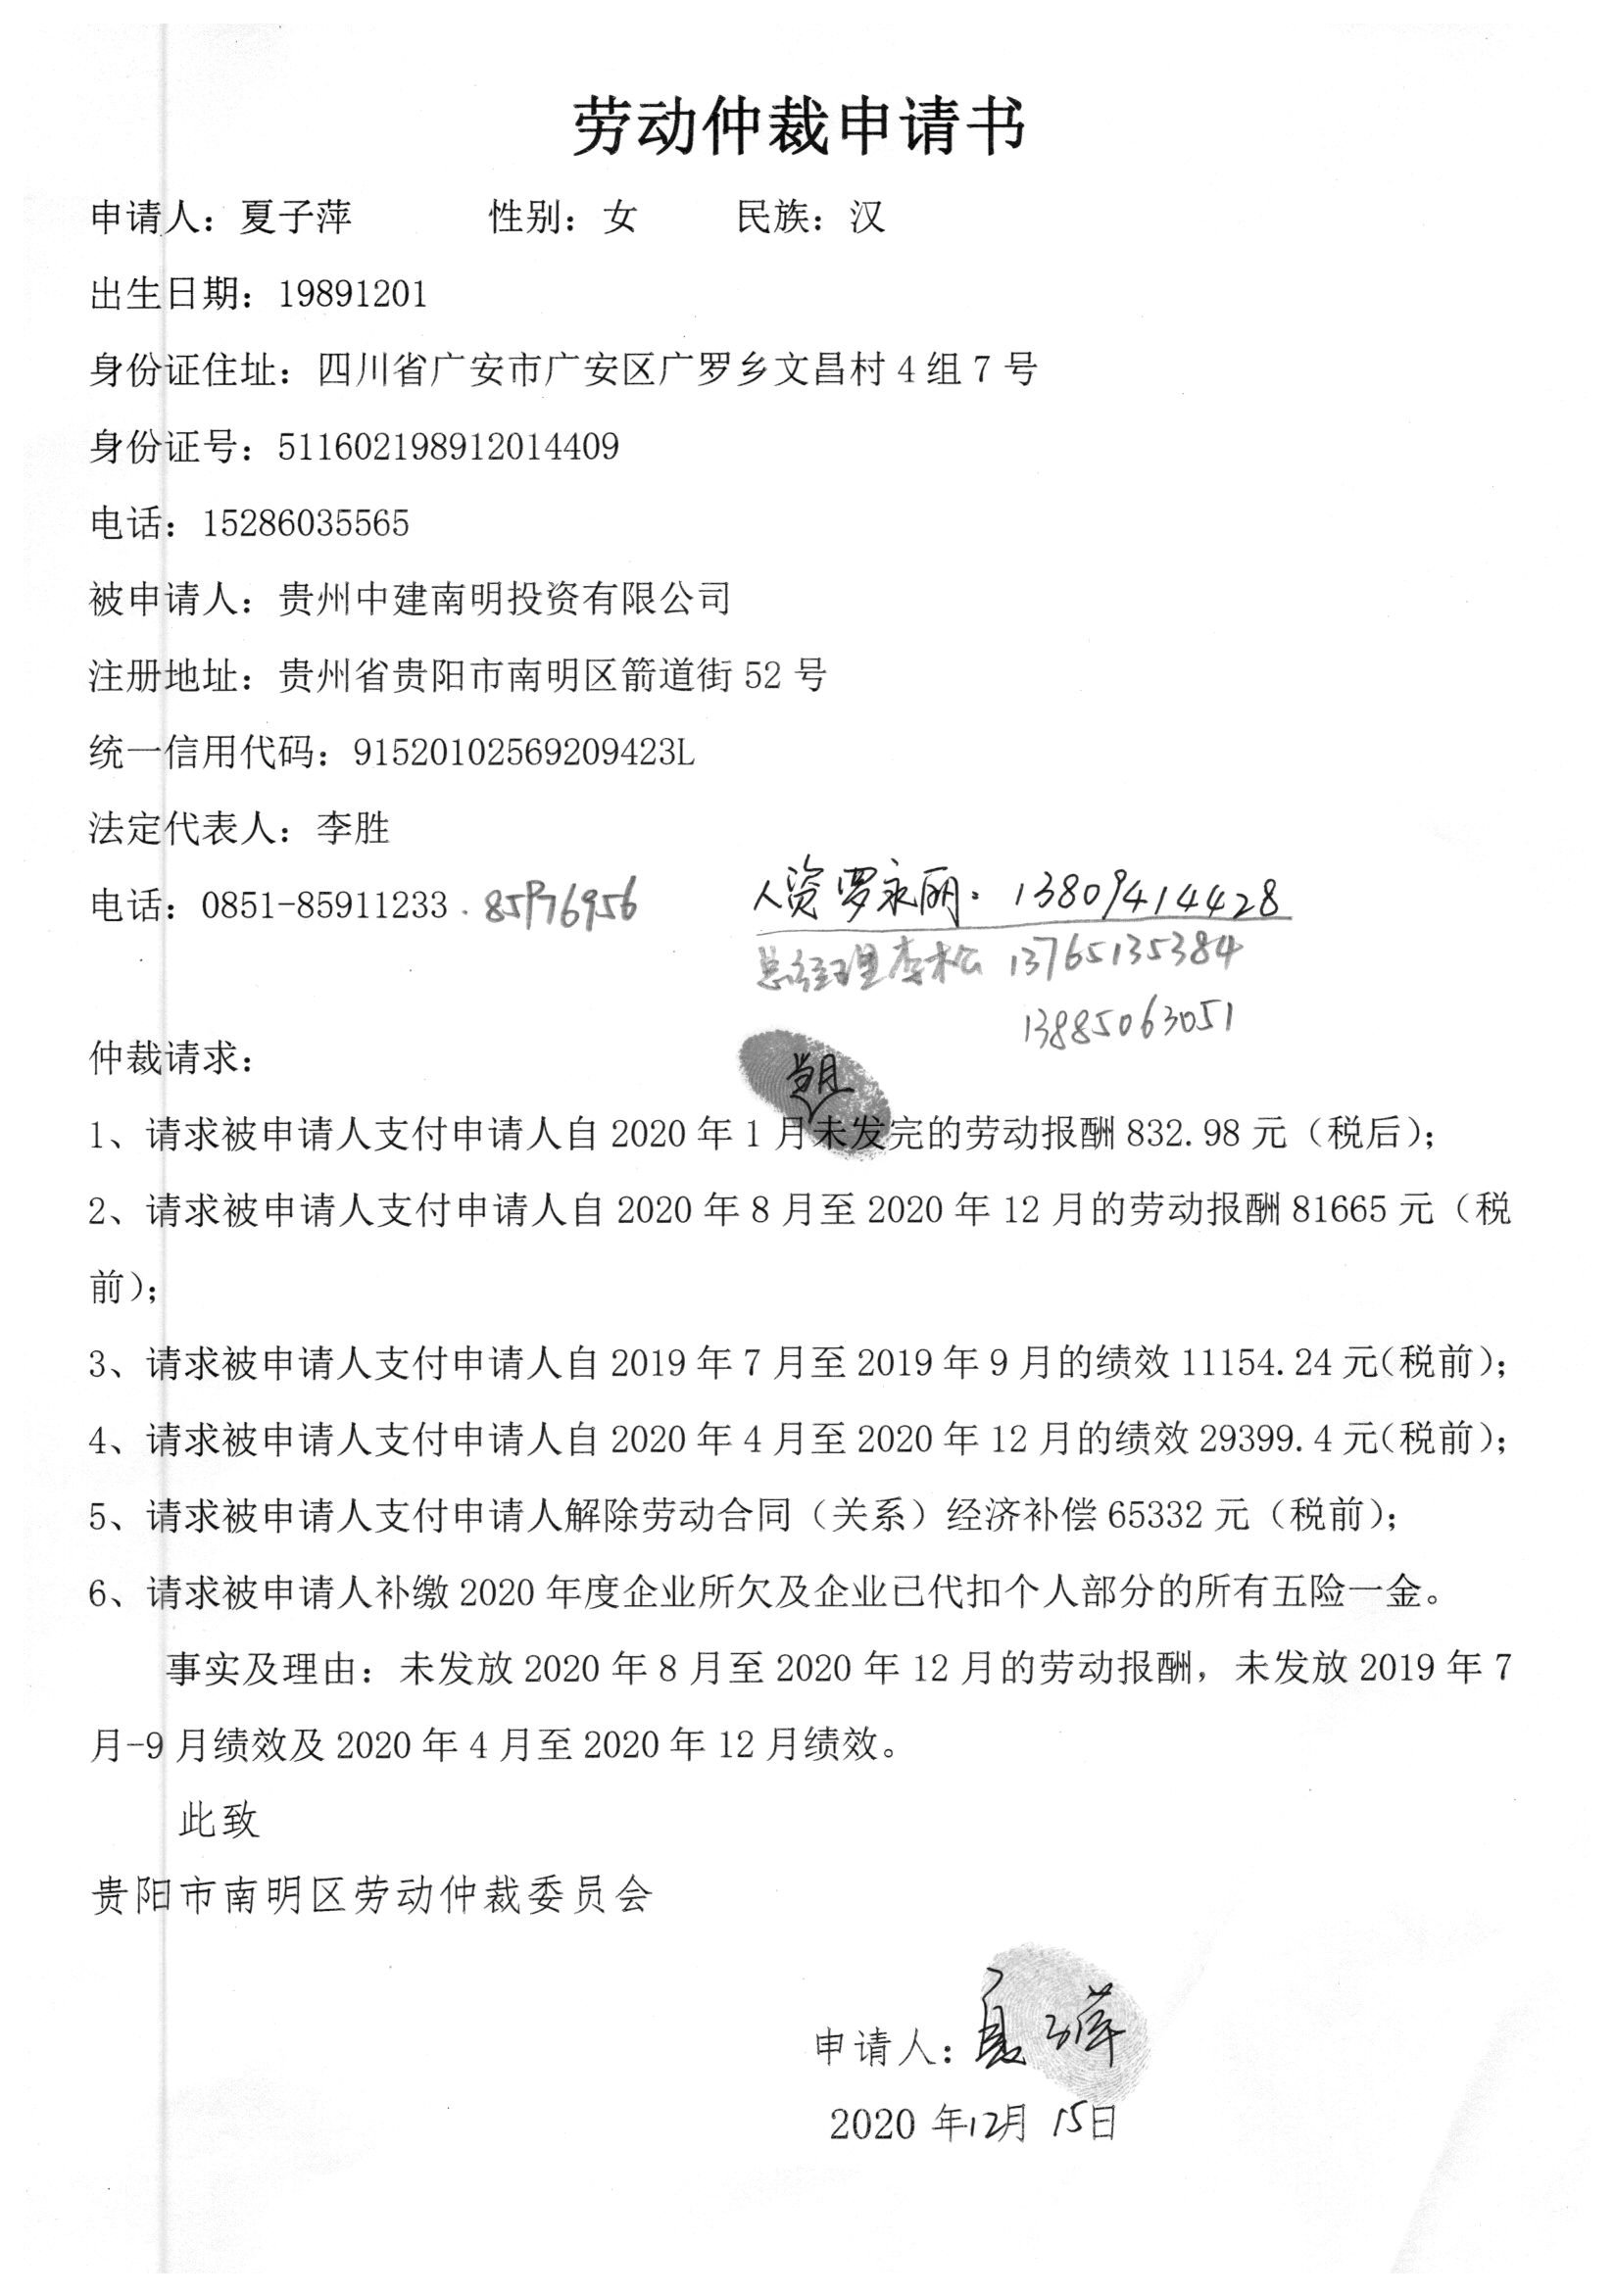 劳动仲裁申请书
申请人：夏子萍 性别：女 民族：汉
出生日期：19891201
身份证住址：四川省广安市广安区广罗乡文昌村4组7号
身份证号：511602198912014409
电话：15286035565
被申请人：贵州中建南明投资有限公司
注册地址：贵州省贵阳市南明区箭道街52号
统一信用代码：91520102569209423L
法定代表人：李胜
电话：0851-85911233. 85976956 人资罗永丽：13809414428
总经理李松 13765135384
13885063051
仲裁请求：
当月
1、请求被申请人支付申请人自2020年1月未发完的劳动报酬832.98元（税后）；
2、请求被申请人支付申请人自2020年8月至2020年12月的劳动报酬81665元（税
前）；
3、请求被申请人支付申请人自2019年7月至2019年9月的绩效11154.24元(税前)；
4、请求被申请人支付申请人自2020年4月至2020年12月的绩效29399.4元(税前)；
5、请求被申请人支付申请人解除劳动合同（关系）经济补偿65332元（税前）；
6、请求被申请人补缴2020年度企业所欠及企业已代扣个人部分的所有五险一金。
事实及理由：未发放2020年8月至2020年12月的劳动报酬，未发放2019年7
月-9月绩效及2020年4月至2020年12月绩效。
此致
贵阳市南明区劳动仲裁委员会
申请人：夏子萍
2020年12月15日